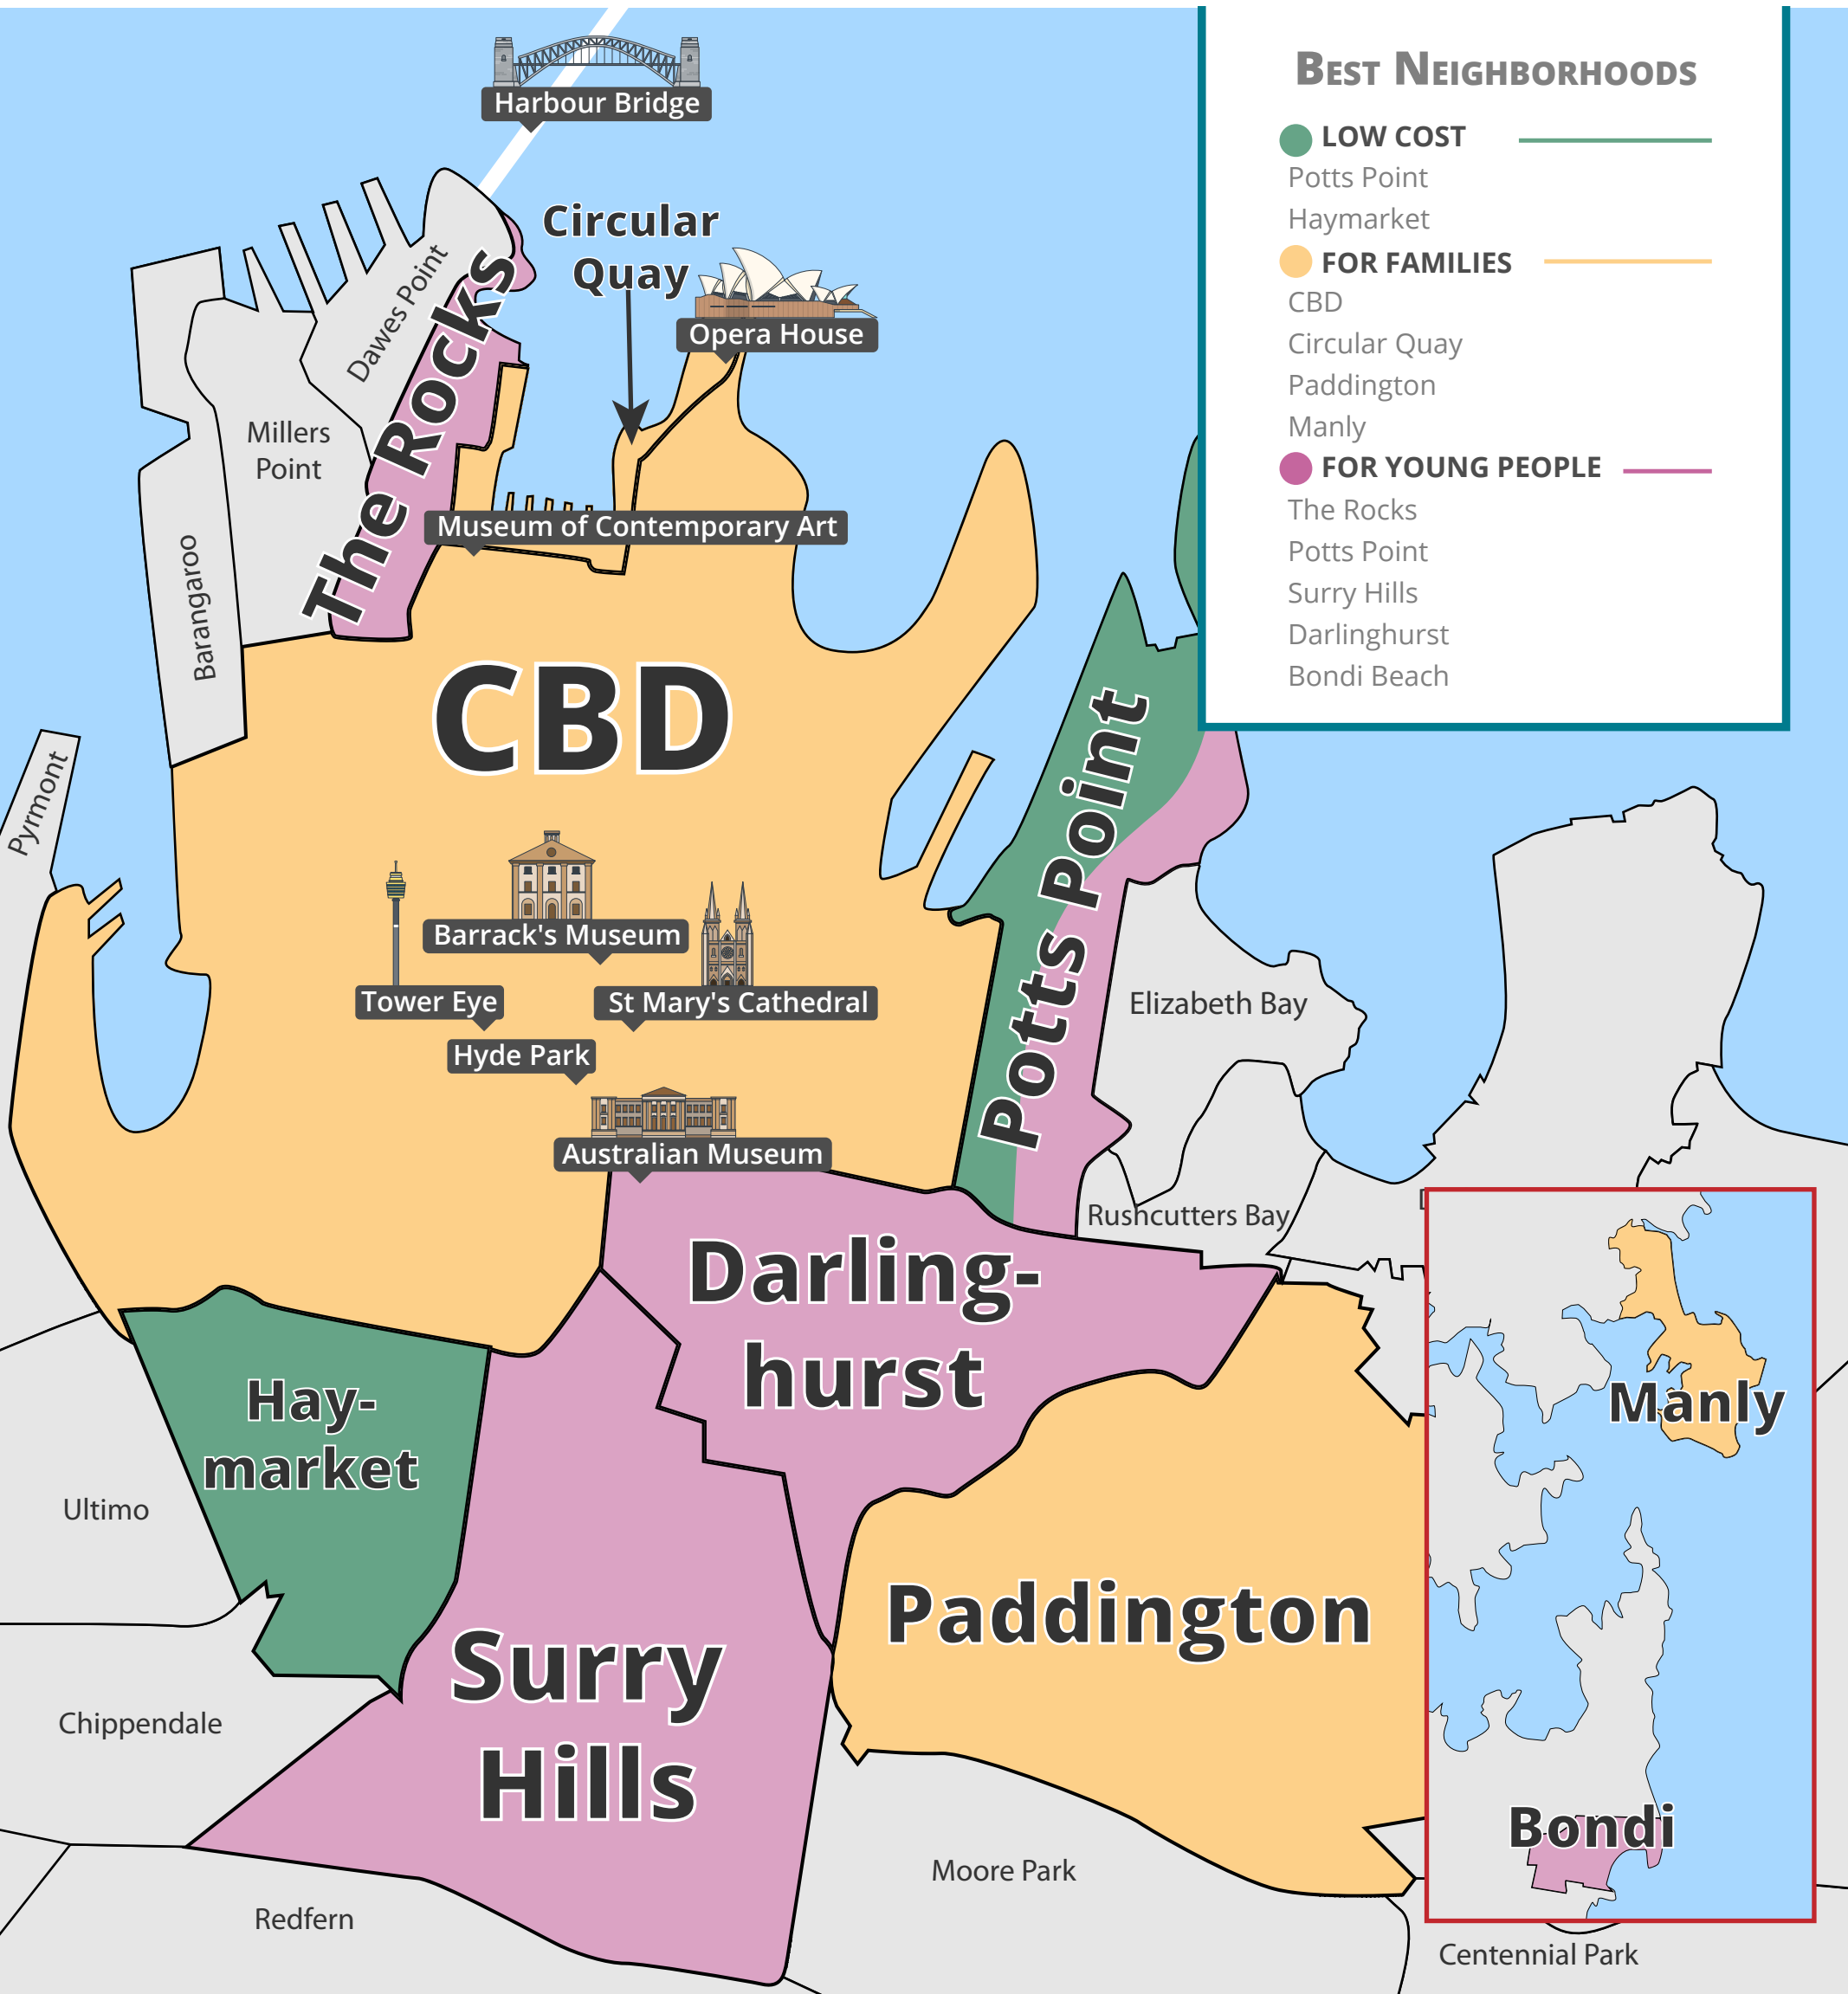 Harbour Bridge
Circular
Quay
Opera House
Dawes Point
The Rocks
Millers
Point
Museum of Contemporary Art
Barangaroo
CBD
Pyrmont
Barrack's Museum
Tower Eye
St Mary's Cathedral
Hyde Park
Australian Museum
Potts Point
Elizabeth Bay
Rushcutters Bay
Darling-
hurst
Hay-
market
Ultimo
Paddington
Surry
Hills
Chippendale
Moore Park
Redfern
Centennial Park
BEST NEIGHBORHOODS
LOW COST
Potts Point
Haymarket
FOR FAMILIES
CBD
Circular Quay
Paddington
Manly
FOR YOUNG PEOPLE
The Rocks
Potts Point
Surry Hills
Darlinghurst
Bondi Beach
Manly
Bondi